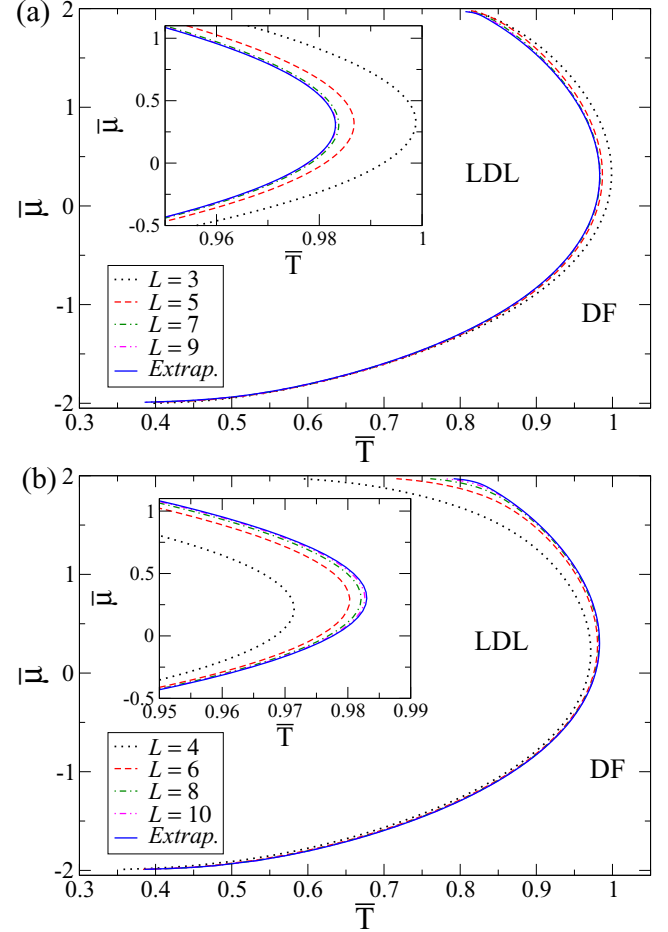 (a)
2
1
0
-1
-2
μ̅
1
0.5
0
-0.5
μ̅
0.96
0.98
1
T̅
LDL
DF
L = 3
L = 5
L = 7
L = 9
Extrap.
0.3 0.4 0.5 0.6 0.7 0.8 0.9 1
T̅
(b)
2
1
0
-1
-2
μ̅
1
0.5
0
-0.5
μ̅
0.95 0.96 0.97 0.98 0.99
T̅
LDL
DF
L = 4
L = 6
L = 8
L = 10
Extrap.
0.3 0.4 0.5 0.6 0.7 0.8 0.9 1
T̅